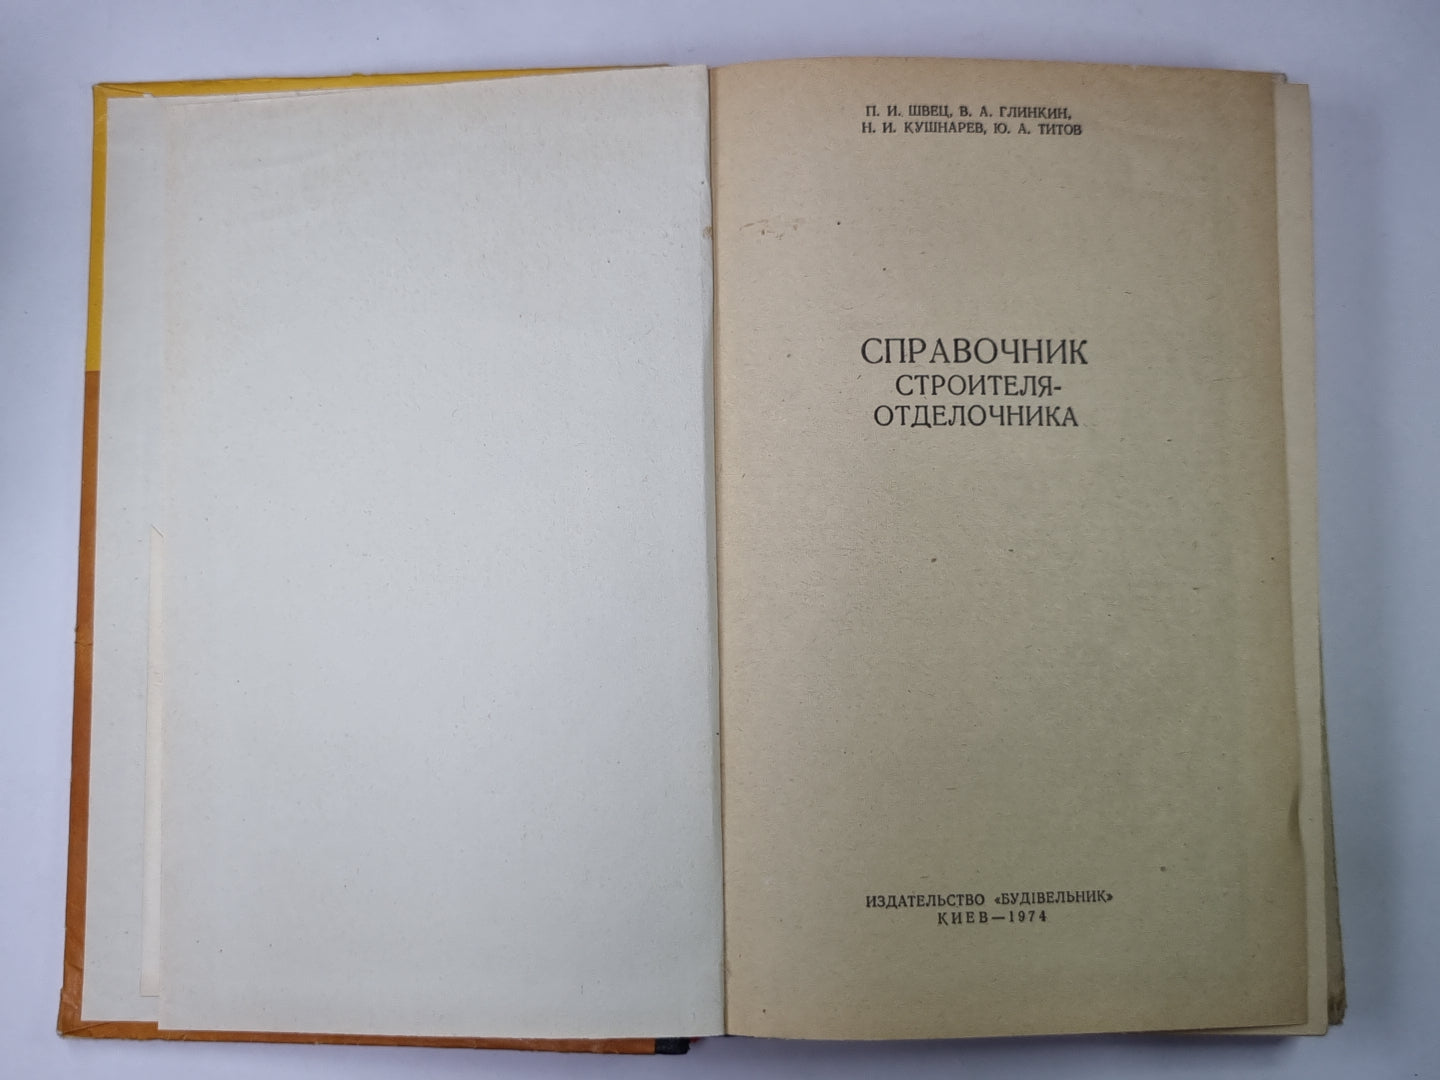 П. И. ШВЕЦ, В. А. ГЛИНКИН,
Н. И. КУШНАРЕВ, Ю. А. ТИТОВ
СПРАВОЧНИК
СТРОИТЕЛЯ-
ОТДЕЛОЧНИКА
ИЗДАТЕЛЬСТВО «БУДІВЕЛЬНИК»
КИЕВ—1974